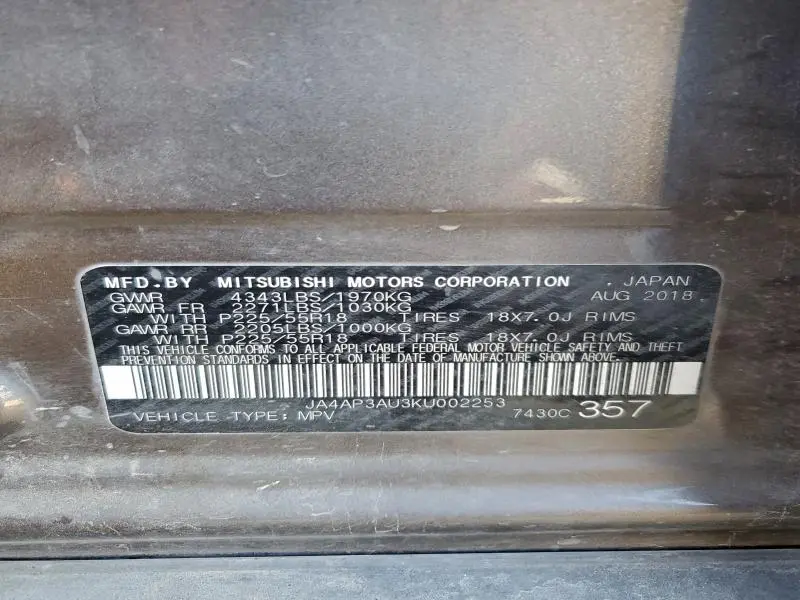 MFD.BY MITSUBISHI MOTORS CORPORATION , JAPAN
GVWR 4343LBS/1970KG AUG 2018
GAWR FR 2271LBS/1030KG
WITH P225/55R18 TIRES 18X7.0J RIMS
GAWR RR 2205LBS/1000KG
WITH P225/55R18 TIRES 18X7.0J RIMS
THIS VEHICLE CONFORMS TO ALL APPLICABLE FEDERAL MOTOR VEHICLE SAFETY AND THEFT
PREVENTION STANDARDS IN EFFECT ON THE DATE OF MANUFACTURE SHOWN ABOVE.
JA4AP3AU3KU002253
VEHICLE TYPE: MPV 7430C 357